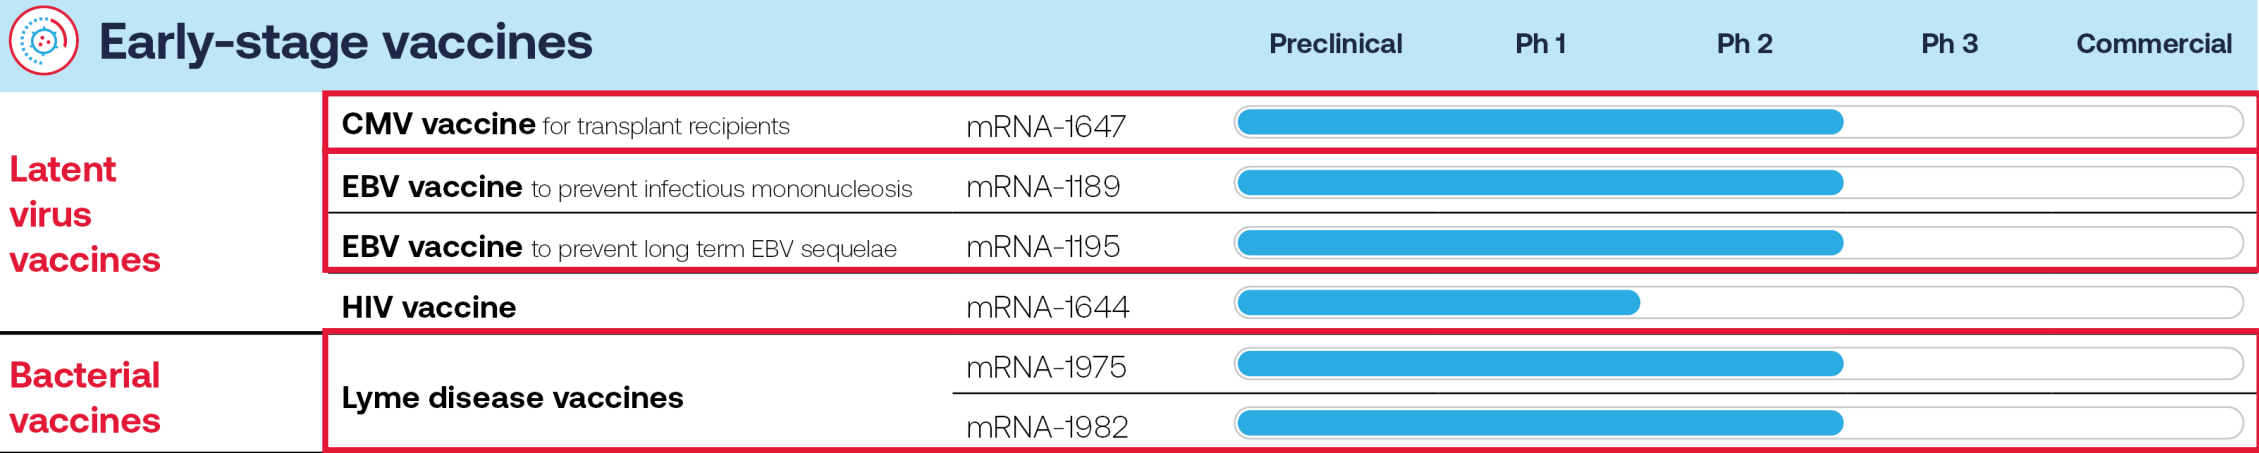 Early-stage vaccines Preclinical Ph 1 Ph 2 Ph 3 Commercial
Latent
virus
vaccines
CMV vaccine for transplant recipients mRNA-1647
EBV vaccine to prevent infectious mononucleosis mRNA-1189
EBV vaccine to prevent long term EBV sequelae mRNA-1195
HIV vaccine mRNA-1644
Bacterial
vaccines
Lyme disease vaccines
mRNA-1975
mRNA-1982